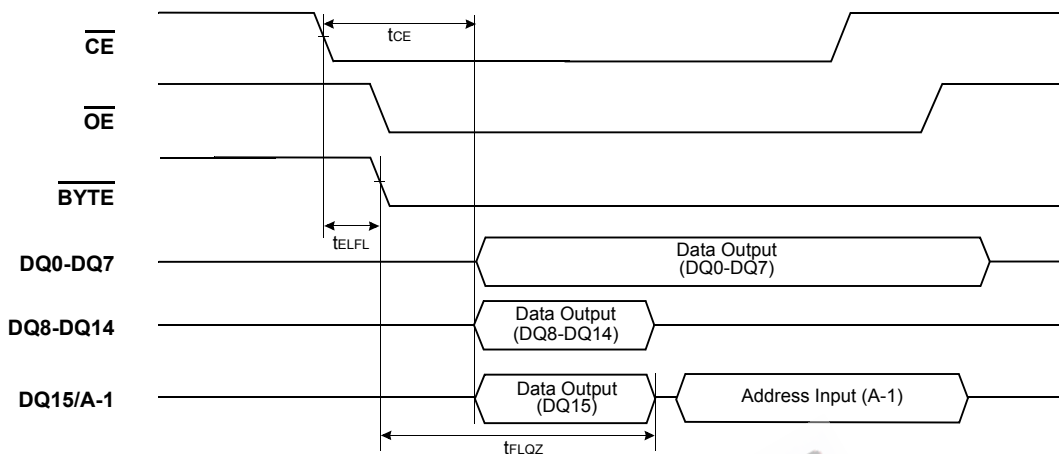 CE
tCE
OE
BYTE
tELFL
DQ0-DQ7
Data Output
(DQ0-DQ7)
DQ8-DQ14
Data Output
(DQ8-DQ14)
DQ15/A-1
Data Output
(DQ15)
Address Input (A-1)
tFLQZ